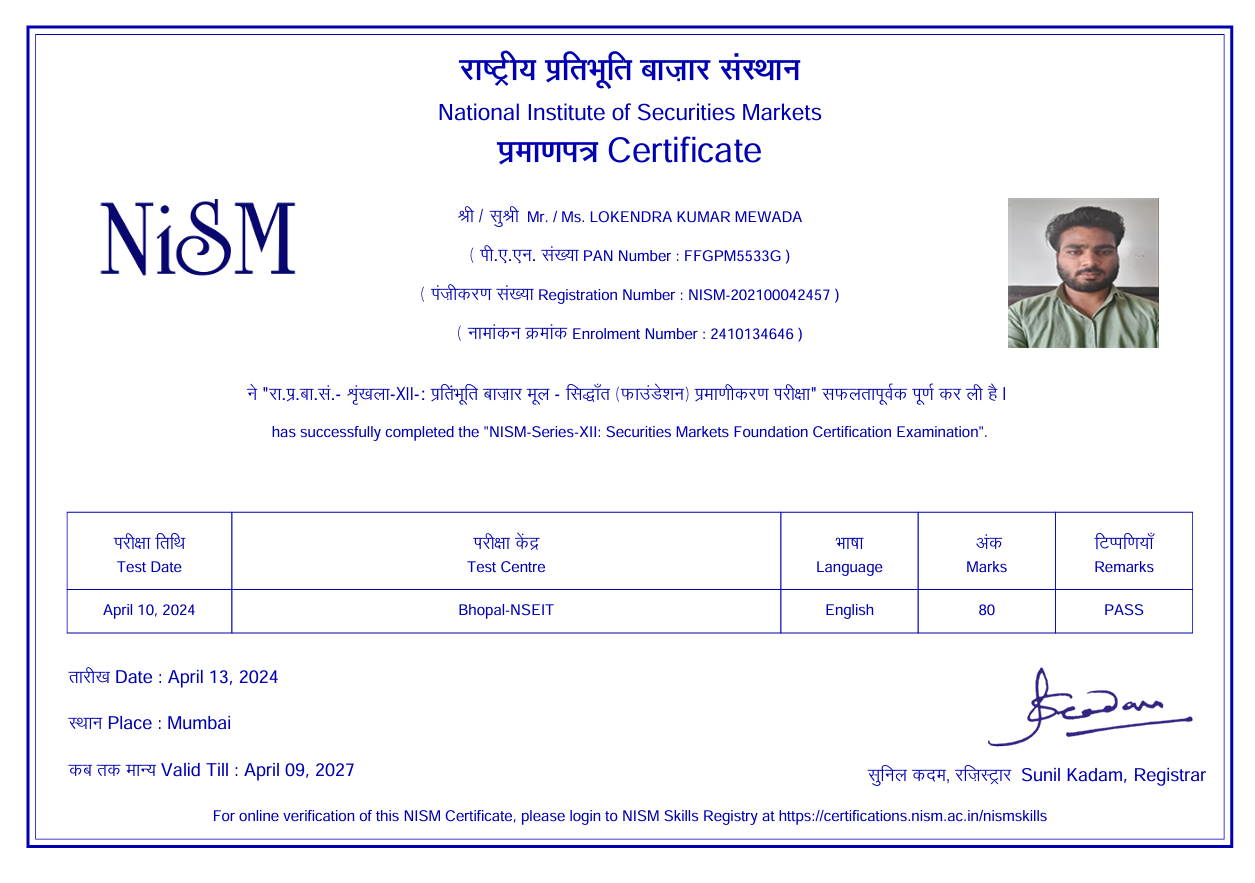 राष्ट्रीय प्रतिभूति बाज़ार संस्थान
National Institute of Securities Markets
प्रमाणपत्र Certificate
NiSM
श्री / सुश्री Mr. / Ms. LOKENDRA KUMAR MEWADA
( पी.ए.एन. संख्या PAN Number : FFGPM5533G )
( पंजीकरण संख्या Registration Number : NISM-202100042457 )
( नामांकन क्रमांक Enrolment Number : 2410134646 )
ने "रा.प्र.बा.सं.- शृंखला-XII-: प्रतिंभूति बाज़ार मूल - सिद्धाँत (फाउंडेशन) प्रमाणीकरण परीक्षा" सफलतापूर्वक पूर्ण कर ली है।
has successfully completed the "NISM-Series-XII: Securities Markets Foundation Certification Examination".
परीक्षा तिथि परीक्षा केंद्र भाषा अंक टिप्पणियाँ
Test Date Test Centre Language Marks Remarks
April 10, 2024 Bhopal-NSEIT English 80 PASS
तारीख Date : April 13, 2024
स्थान Place : Mumbai
कब तक मान्य Valid Till : April 09, 2027
सुनिल कदम, रजिस्ट्रार Sunil Kadam, Registrar
For online verification of this NISM Certificate, please login to NISM Skills Registry at https://certifications.nism.ac.in/nismskills